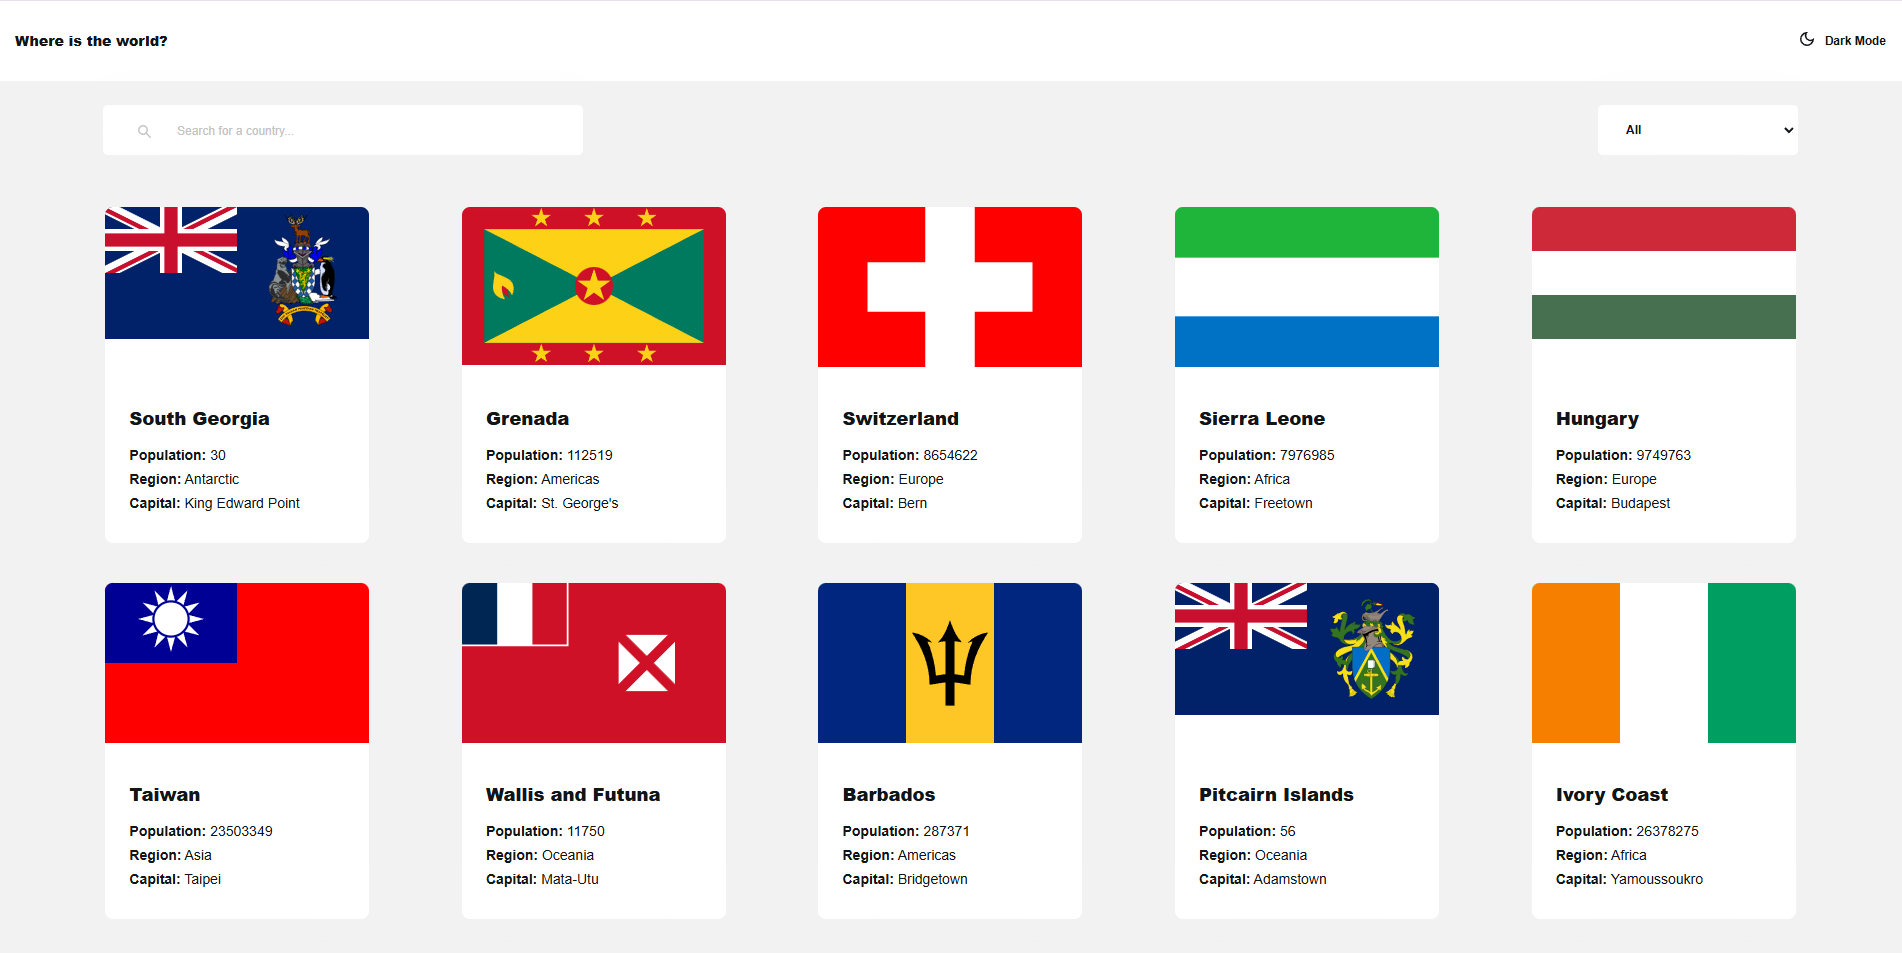 Where is the world?
Dark Mode
Search for a country...
All
South Georgia
Population: 30
Region: Antarctic
Capital: King Edward Point
Grenada
Population: 112519
Region: Americas
Capital: St. George's
Switzerland
Population: 8654622
Region: Europe
Capital: Bern
Sierra Leone
Population: 7976985
Region: Africa
Capital: Freetown
Hungary
Population: 9749763
Region: Europe
Capital: Budapest
Taiwan
Population: 23503349
Region: Asia
Capital: Taipei
Wallis and Futuna
Population: 11750
Region: Oceania
Capital: Mata-Utu
Barbados
Population: 287371
Region: Americas
Capital: Bridgetown
Pitcairn Islands
Population: 56
Region: Oceania
Capital: Adamstown
Ivory Coast
Population: 26378275
Region: Africa
Capital: Yamoussoukro